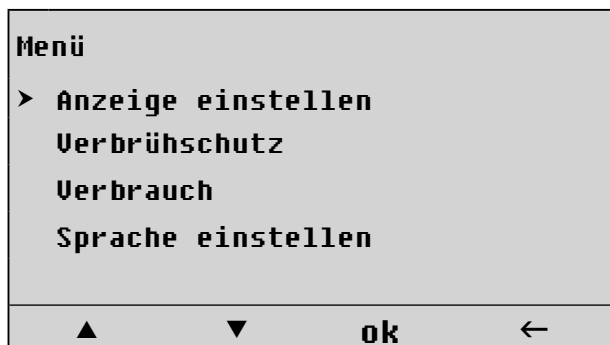 Menü
➤ Anzeige einstellen
Verbrühschutz
Verbrauch
Sprache einstellen
▲ ▼ ok ←